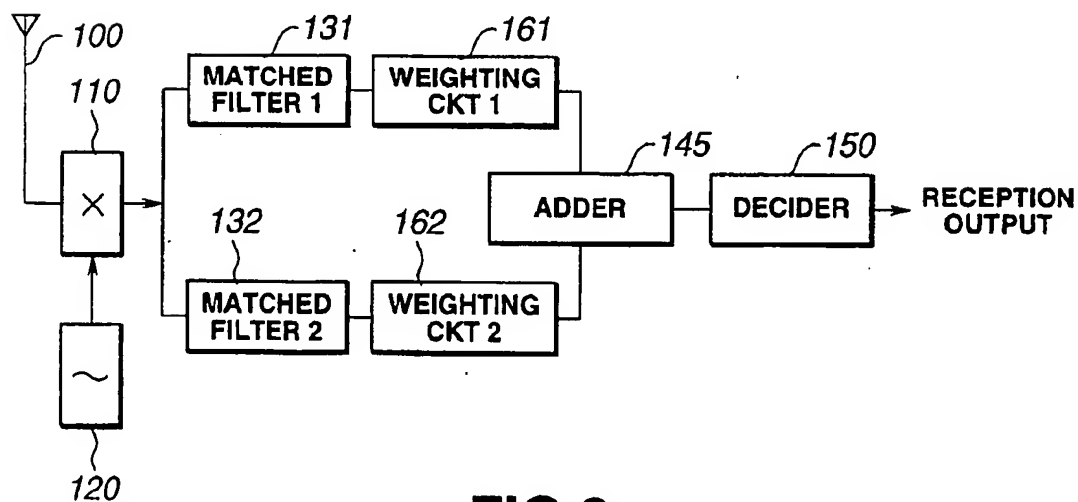 100
110
131
161
MATCHED
FILTER 1
WEIGHTING
CKT 1
145
150
×
ADDER
DECIDER
RECEPTION
OUTPUT
132
162
MATCHED
FILTER 2
WEIGHTING
CKT 2
~
120